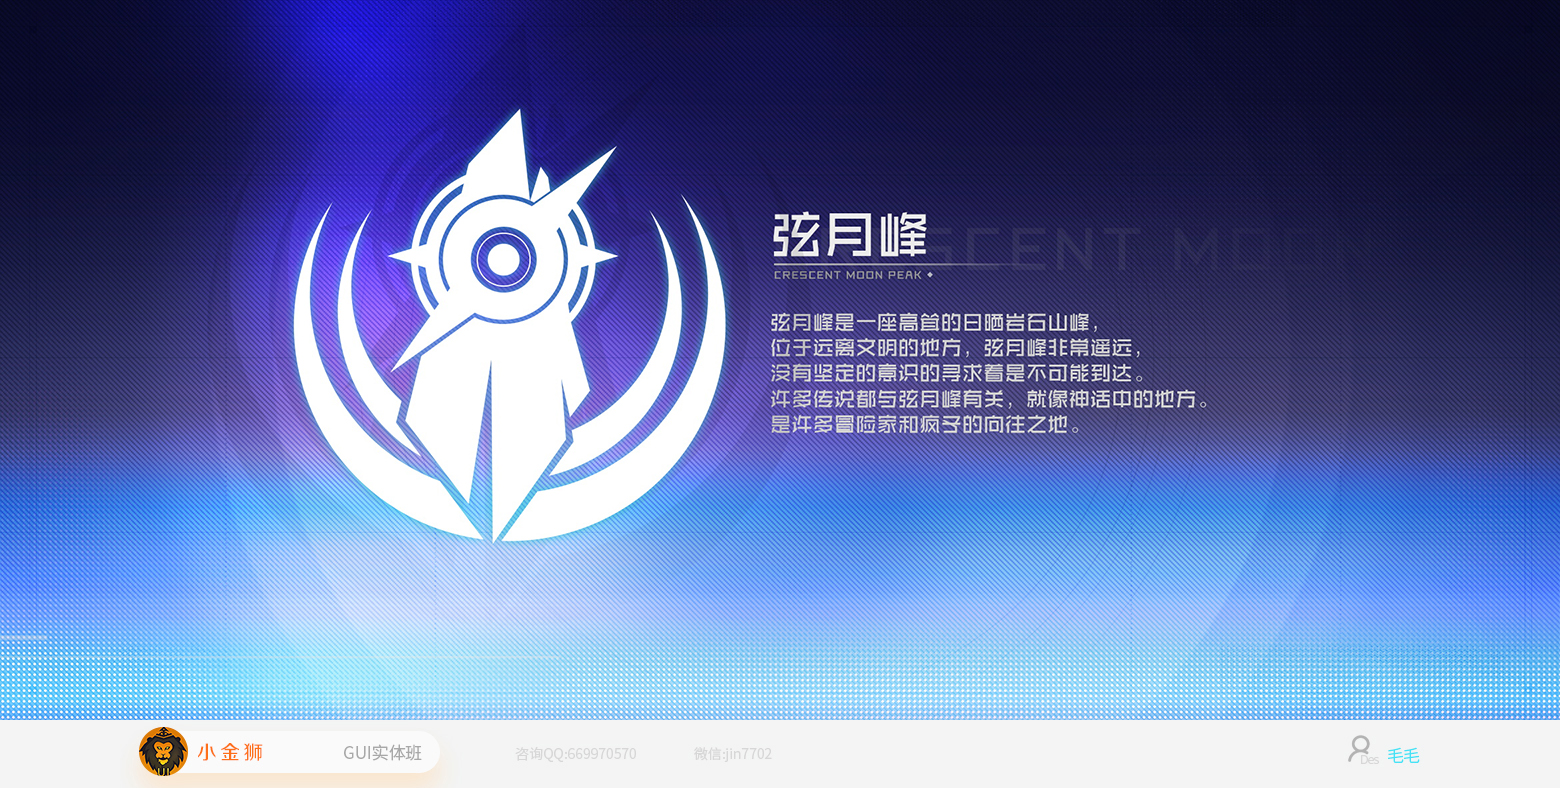 弦月峰
SCENT MO
CRESCENT MOON PEAK
弦月峰是一座高耸的日晒岩石山峰，
位于远离文明的地方，弦月峰非常遥远，
没有坚定的意识的寻求着是不可能到达。
许多传说都与弦月峰有关，就像神话中的地方。
是许多冒险家和疯子的向往之地。
小金狮
GUI实体班
咨询QQ:669970570
微信:jin7702
Des
毛毛
UI